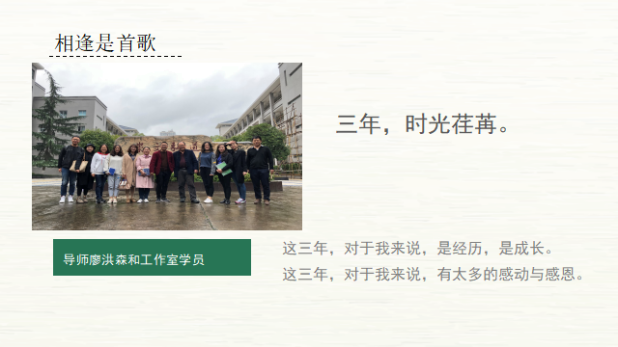 相逢是首歌
三年，时光荏苒。
导师廖洪森和工作室学员
这三年，对于我来说，是经历，是成长。
这三年，对于我来说，有太多的感动与感恩。